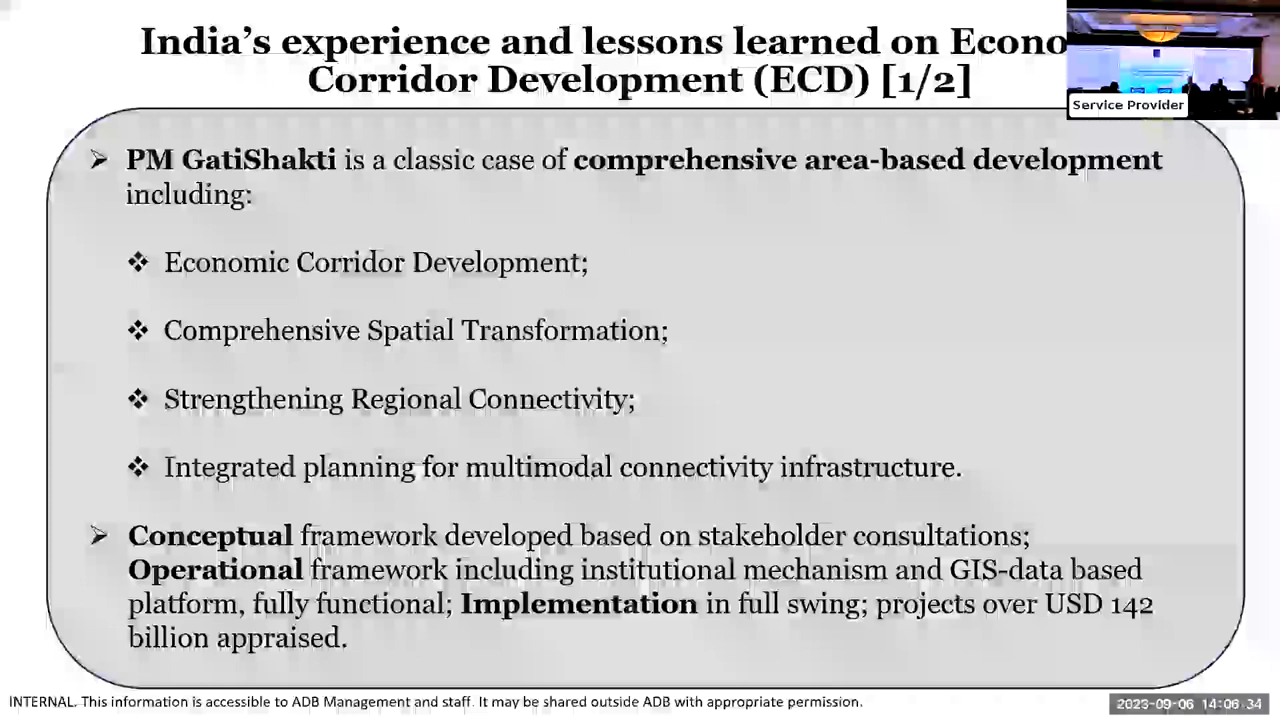 India's experience and lessons learned on Econo
Corridor Development (ECD) [1/2]
Service Provider
➢ PM GatiShakti is a classic case of comprehensive area-based development
including:
❖ Economic Corridor Development;
❖ Comprehensive Spatial Transformation;
❖ Strengthening Regional Connectivity;
❖ Integrated planning for multimodal connectivity infrastructure.
➢ Conceptual framework developed based on stakeholder consultations;
Operational framework including institutional mechanism and GIS-data based
platform, fully functional; Implementation in full swing; projects over USD 142
billion appraised.
INTERNAL. This information is accessible to ADB Management and staff. It may be shared outside ADB with appropriate permission.
2023-09-06 14:06:34